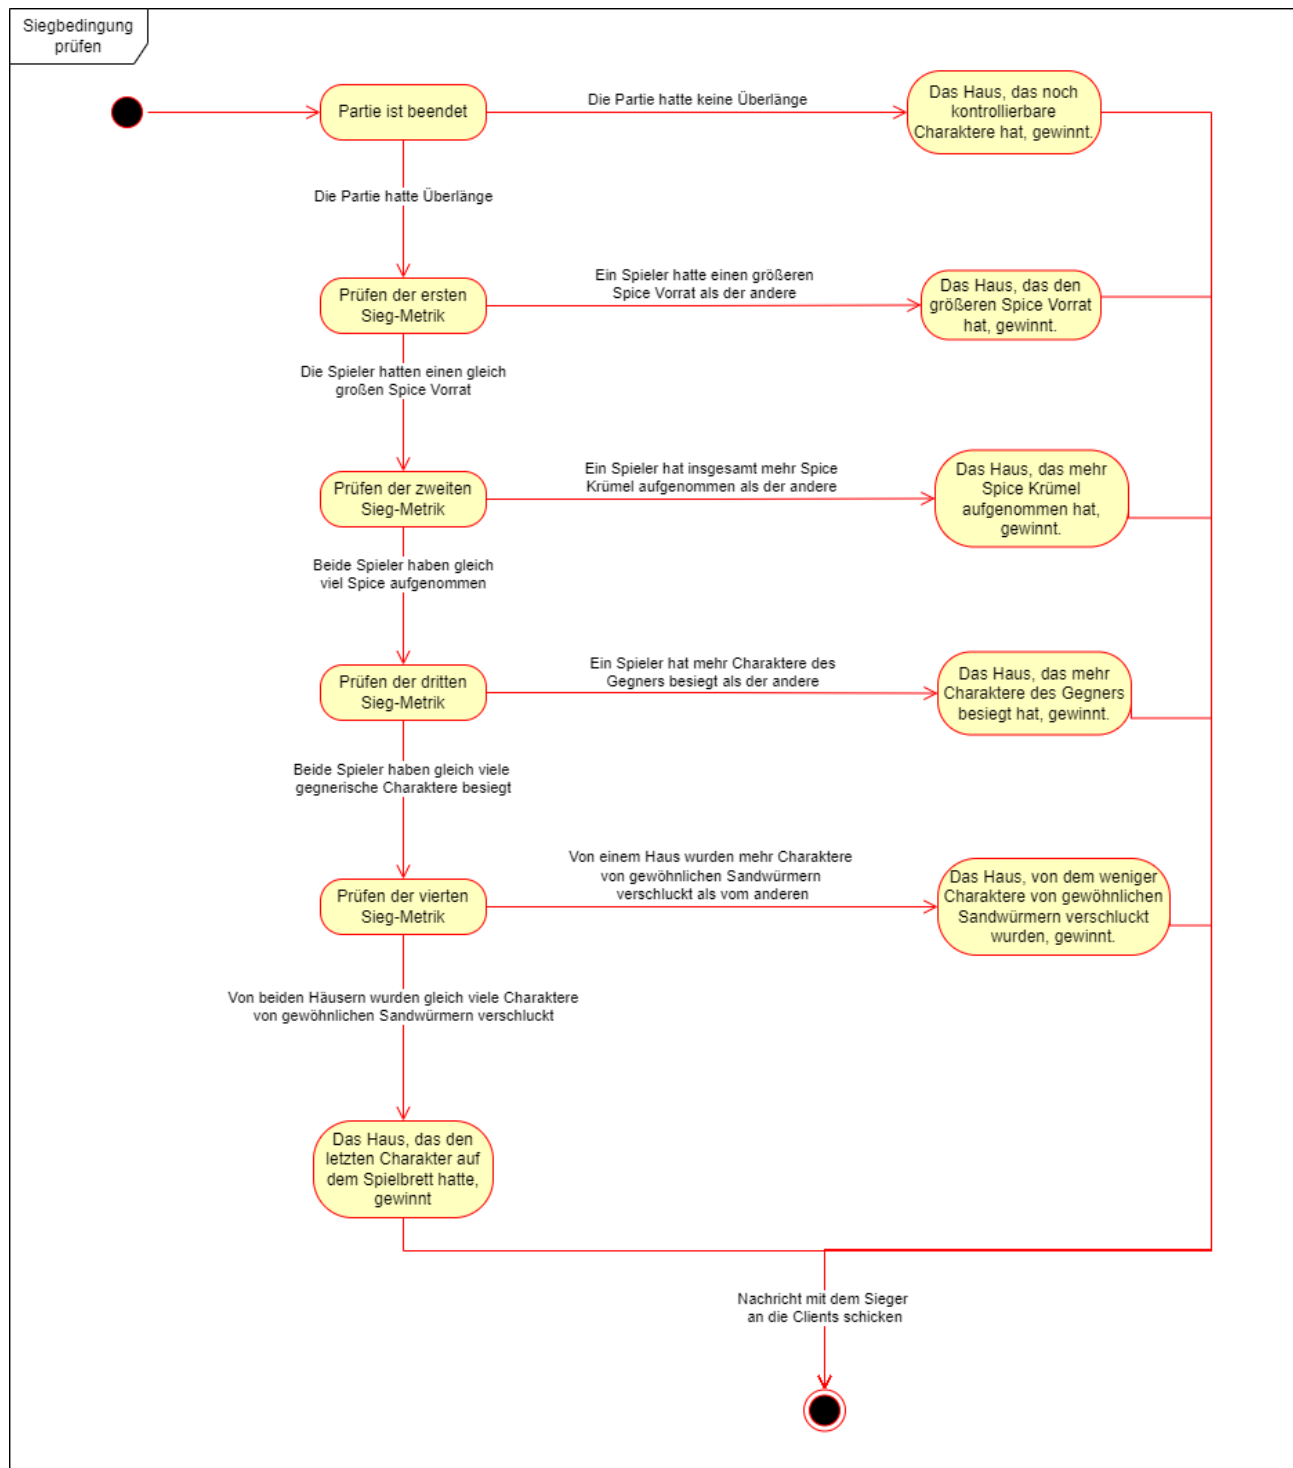 Siegbedingung
prüfen
Partie ist beendet
Die Partie hatte keine Überlänge
Das Haus, das noch
kontrollierbare
Charaktere hat, gewinnt.
Die Partie hatte Überlänge
Prüfen der ersten
Sieg-Metrik
Ein Spieler hatte einen größeren
Spice Vorrat als der andere
Das Haus, das den
größeren Spice Vorrat
hat, gewinnt.
Die Spieler hatten einen gleich
großen Spice Vorrat
Prüfen der zweiten
Sieg-Metrik
Ein Spieler hat insgesamt mehr Spice
Krümel aufgenommen als der andere
Das Haus, das mehr
Spice Krümel
aufgenommen hat,
gewinnt.
Beide Spieler haben gleich
viel Spice aufgenommen
Prüfen der dritten
Sieg-Metrik
Ein Spieler hat mehr Charaktere des
Gegners besiegt als der andere
Das Haus, das mehr
Charaktere des Gegners
besiegt hat, gewinnt.
Beide Spieler haben gleich viele
gegnerische Charaktere besiegt
Prüfen der vierten
Sieg-Metrik
Von einem Haus wurden mehr Charaktere
von gewöhnlichen Sandwürmern
verschluckt als vom anderen
Das Haus, von dem weniger
Charaktere von gewöhnlichen
Sandwürmern verschluckt
wurden, gewinnt.
Von beiden Häusern wurden gleich viele Charaktere
von gewöhnlichen Sandwürmern verschluckt
Das Haus, das den
letzten Charakter auf
dem Spielbrett hatte,
gewinnt
Nachricht mit dem Sieger
an die Clients schicken